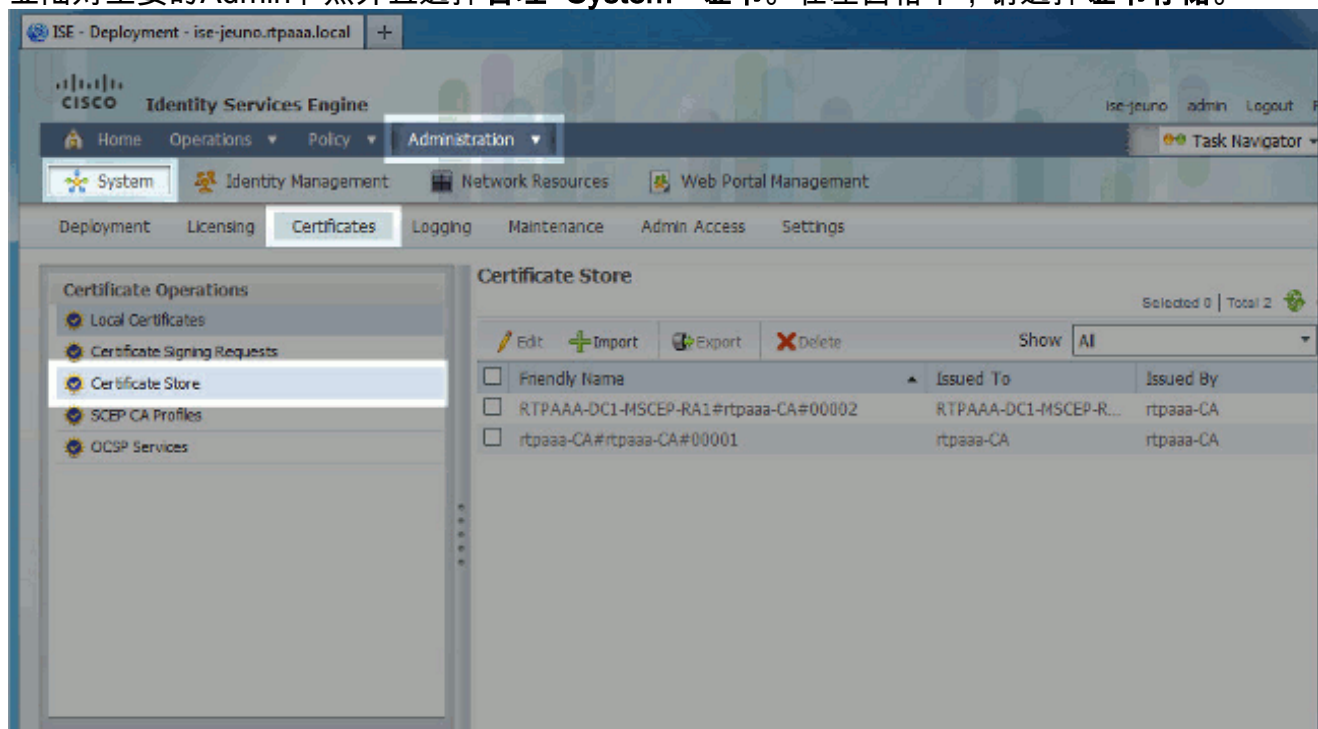 ISE - Deployment - ise-jeuno.rtpaaa.local
CISCO Identity Services Engine
ise-jeuno admin Logout
Home Operations Policy Administration Task Navigator
System Identity Management Network Resources Web Portal Management
Deployment Licensing Certificates Logging Maintenance Admin Access Settings
Certificate Operations
Local Certificates
Certificate Signing Requests
Certificate Store
SCEP CA Profiles
OCSP Services
Certificate Store
Selected 0 | Total 2
Edit Import Export Delete Show All
Friendly Name Issued To Issued By
RTPAAA-DC1-MSCEP-RA1#rtpaaa-CA#00002 RTPAAA-DC1-MSCEP-R... rtpaaa-CA
rtpaaa-CA#rtpaaa-CA#00001 rtpaaa-CA rtpaaa-CA